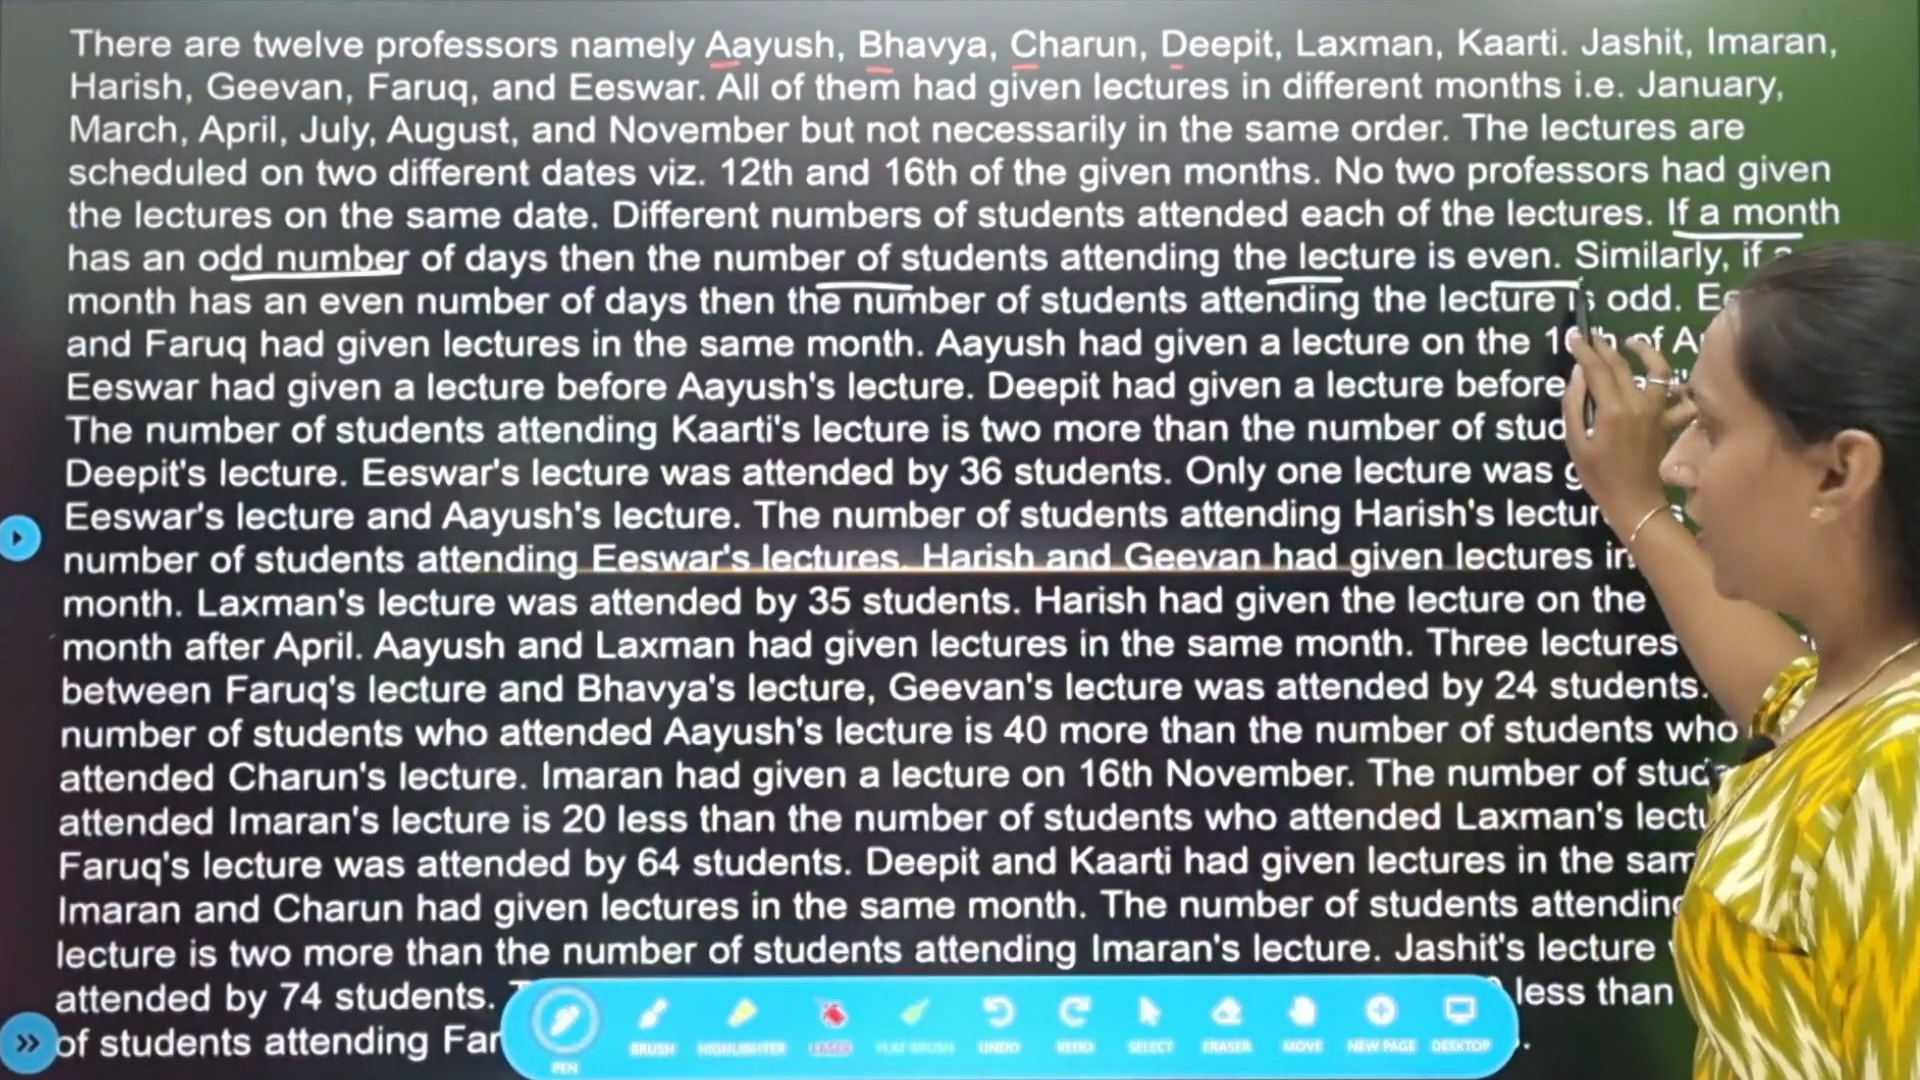 There are twelve professors namely Aayush, Bhavya, Charun, Deepit, Laxman, Kaarti. Jashit, Imaran,
Harish, Geevan, Faruq, and Eeswar. All of them had given lectures in different months i.e. January,
March, April, July, August, and November but not necessarily in the same order. The lectures are
scheduled on two different dates viz. 12th and 16th of the given months. No two professors had given
the lectures on the same date. Different numbers of students attended each of the lectures. If a month
has an odd number of days then the number of students attending the lecture is even. Similarly, if
month has an even number of days then the number of students attending the lecture is odd.
and Faruq had given lectures in the same month. Aayush had given a lecture on the of
Eeswar had given a lecture before Aayush's lecture. Deepit had given a lecture before
The number of students attending Kaarti's lecture is two more than the number of
Deepit's lecture. Eeswar's lecture was attended by 36 students. Only one lecture was
Eeswar's lecture and Aayush's lecture. The number of students attending Harish's
number of students attending Eeswar's lectures. Harish and Geevan had given lectures
month. Laxman's lecture was attended by 35 students. Harish had given the lecture on the
month after April. Aayush and Laxman had given lectures in the same month. Three lectures
between Faruq's lecture and Bhavya's lecture, Geevan's lecture was attended by 24 students.
number of students who attended Aayush's lecture is 40 more than the number of students who
attended Charun's lecture. Imaran had given a lecture on 16th November. The number of
attended Imaran's lecture is 20 less than the number of students who attended Laxman's
Faruq's lecture was attended by 64 students. Deepit and Kaarti had given lectures in the
Imaran and Charun had given lectures in the same month. The number of students attending
lecture is two more than the number of students attending Imaran's lecture. Jashit's lecture
attended by 74 students. less than
of students attending
PEN BRUSH HIGHLIGHTER LASER FLAT BRUSH UNDO REDO SELECT ERASER MOVE NEW PAGE DESKTOP